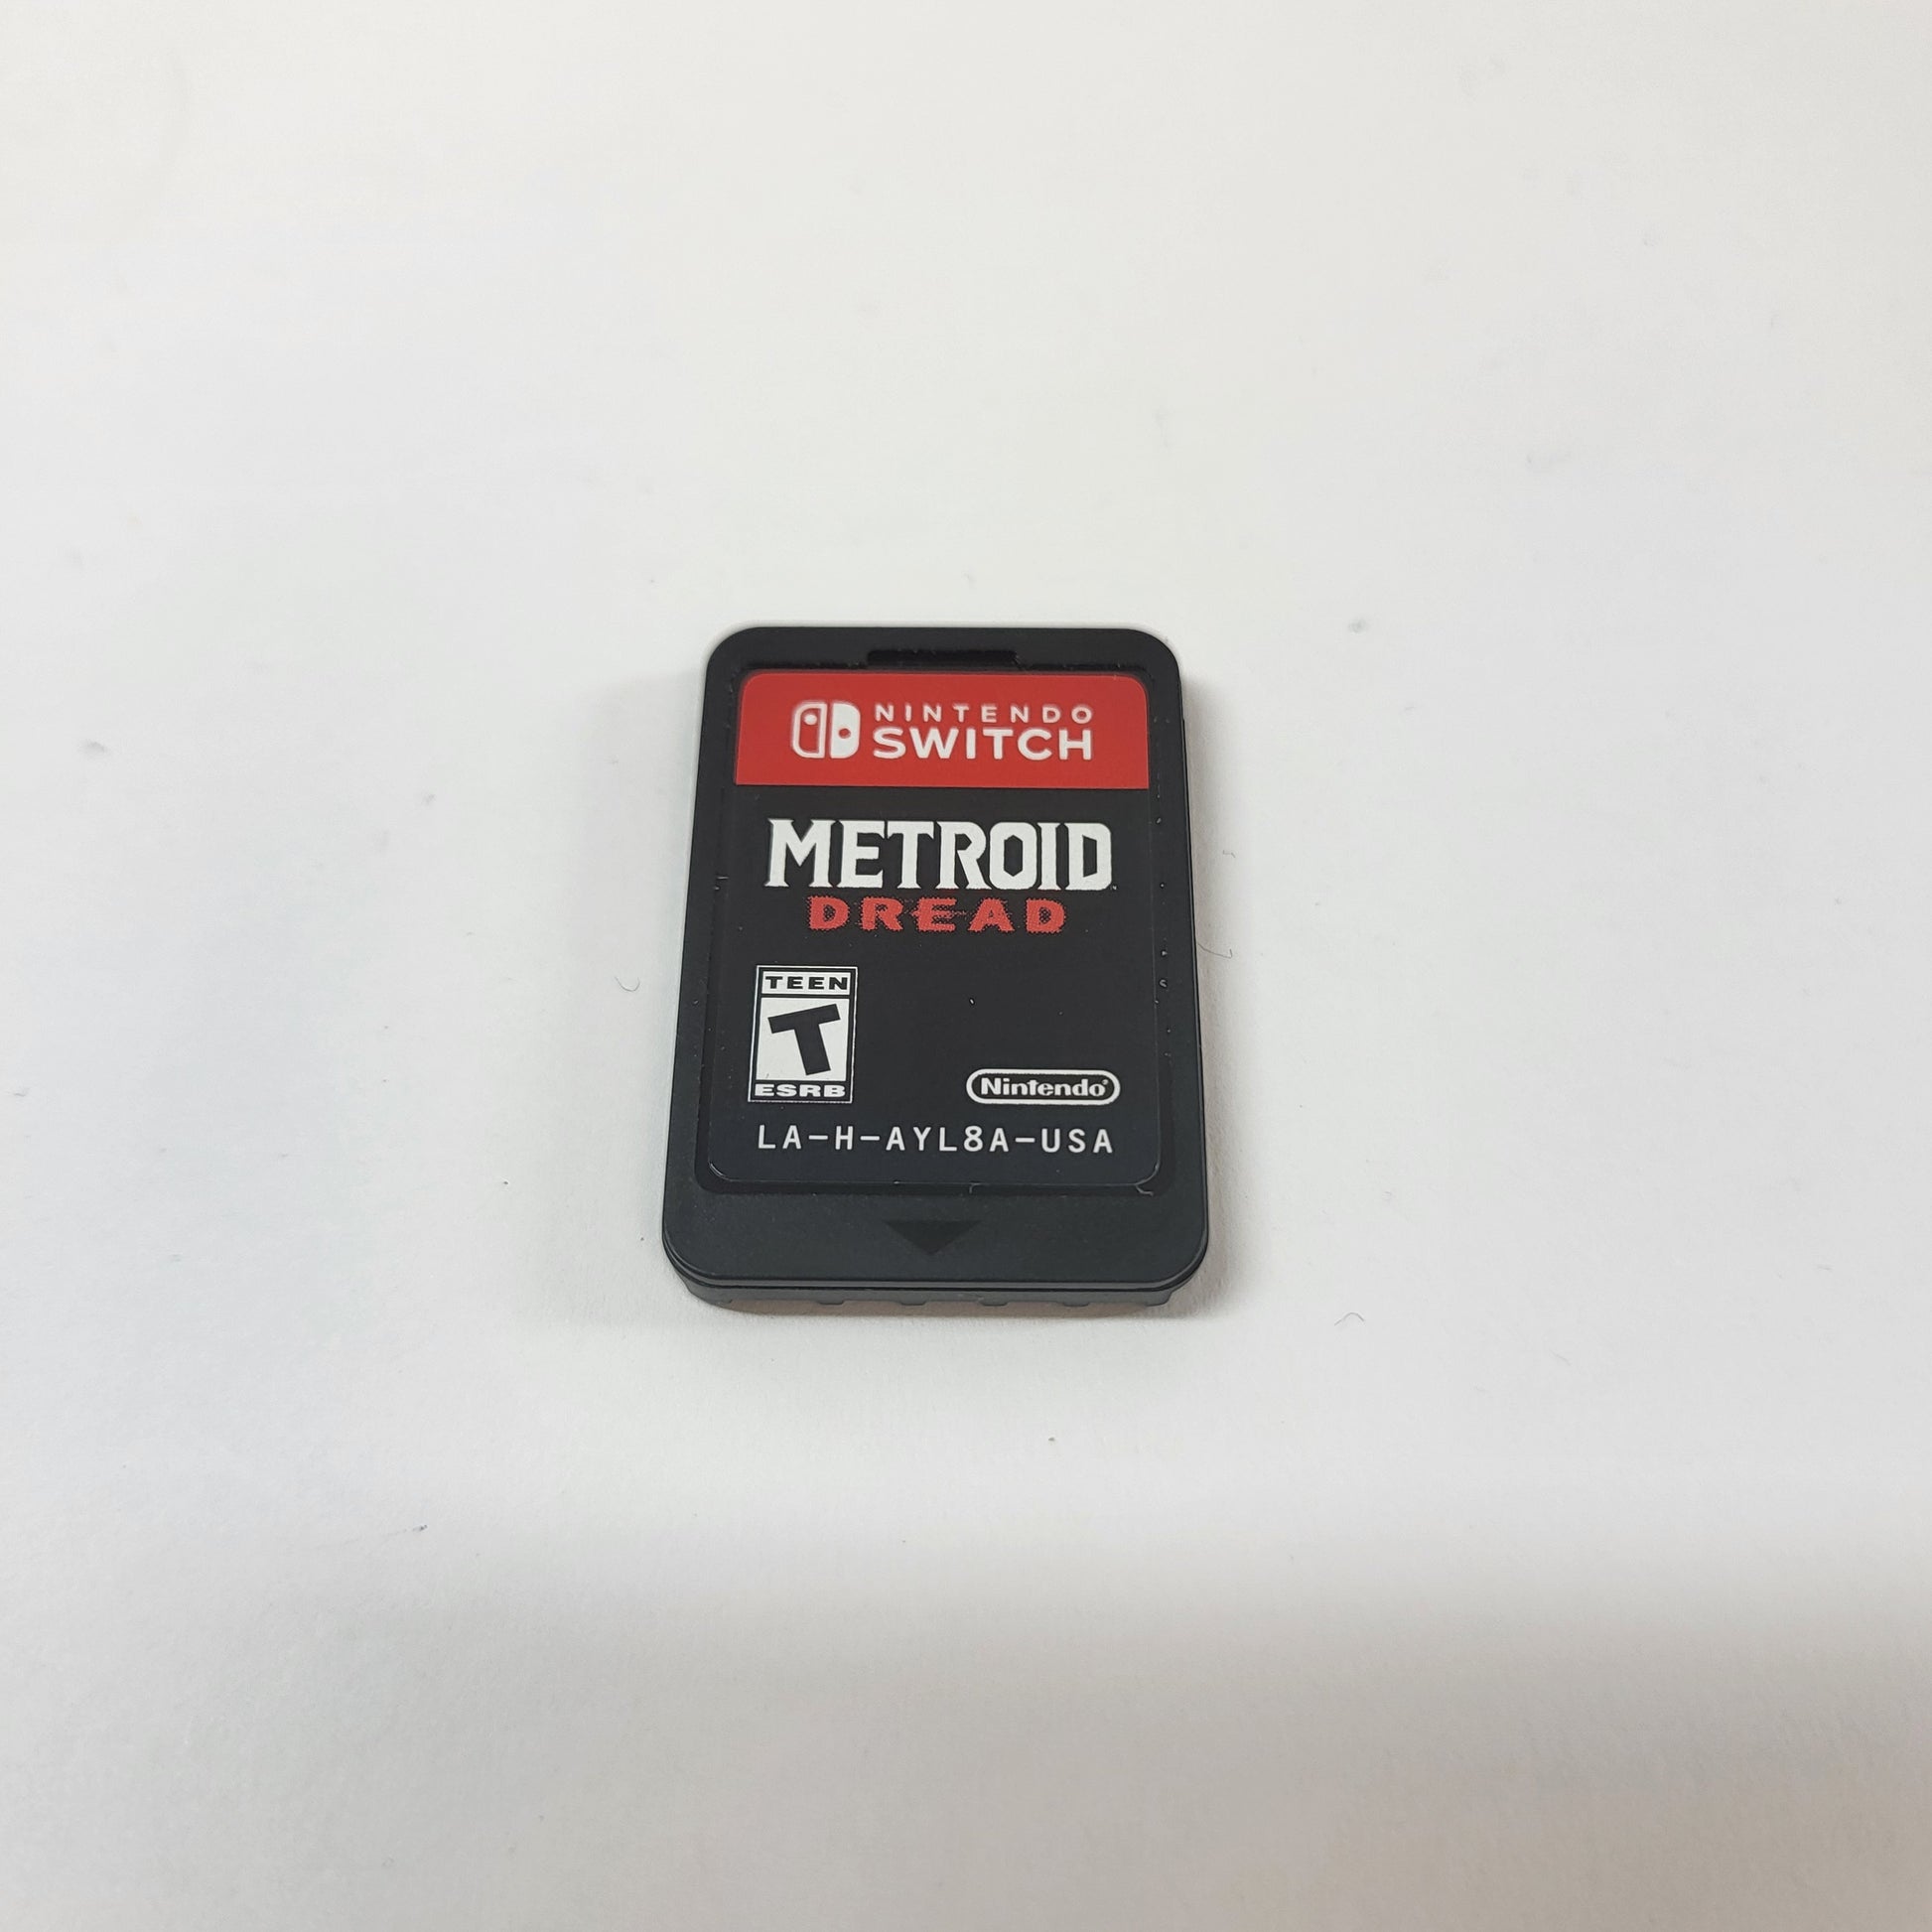 NINTENDO
SWITCH
METROID
DREAD
TEEN
T
ESRB
Nintendo®
LA-H-AYL8A-USA